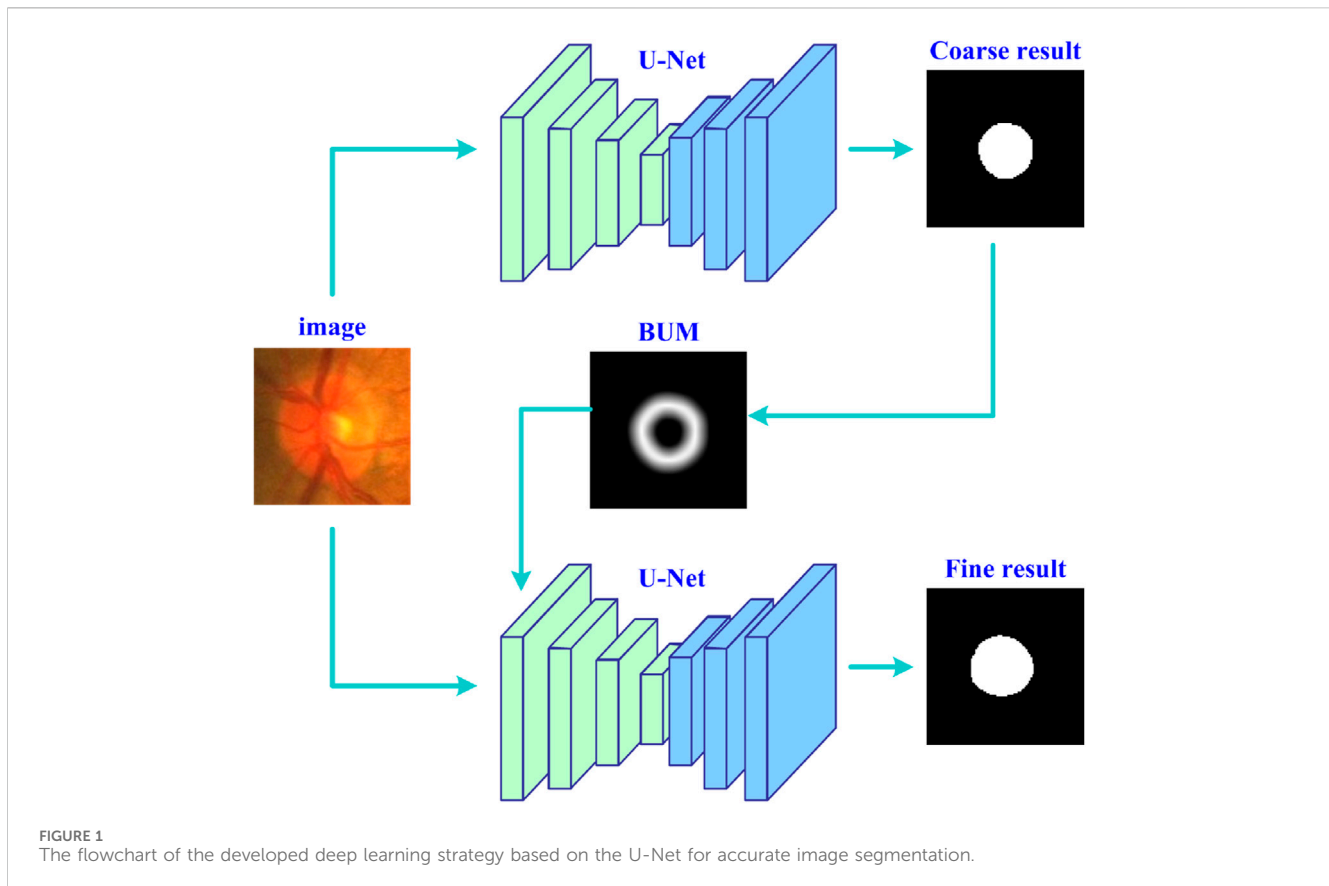 U-Net
Coarse result
image
BUM
U-Net
Fine result
FIGURE 1
The flowchart of the developed deep learning strategy based on the U-Net for accurate image segmentation.